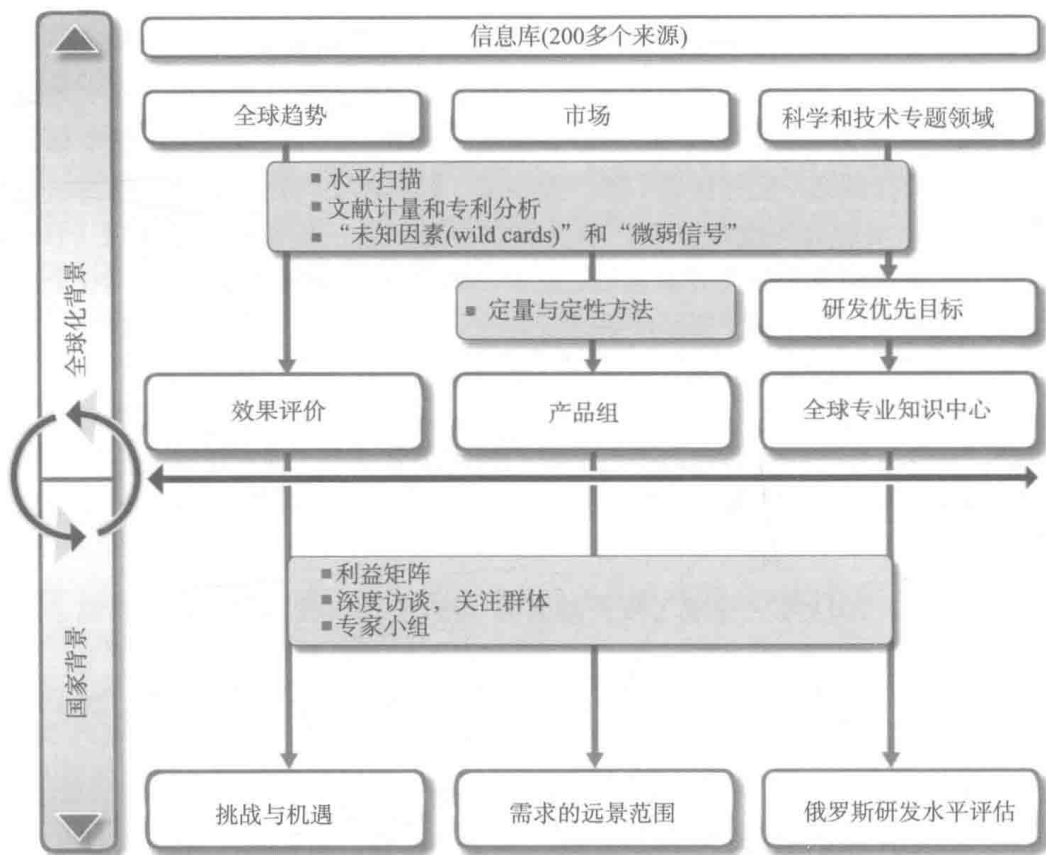 信息库(200多个来源)
全球趋势
市场
科学和技术专题领域
▪ 水平扫描
▪ 文献计量和专利分析
▪ “未知因素(wild cards)”和“微弱信号”
▪ 定量与定性方法
研发优先目标
全球化背景
效果评价
产品组
全球专业知识中心
▪ 利益矩阵
▪ 深度访谈，关注群体
▪ 专家小组
国家背景
挑战与机遇
需求的远景范围
俄罗斯研发水平评估